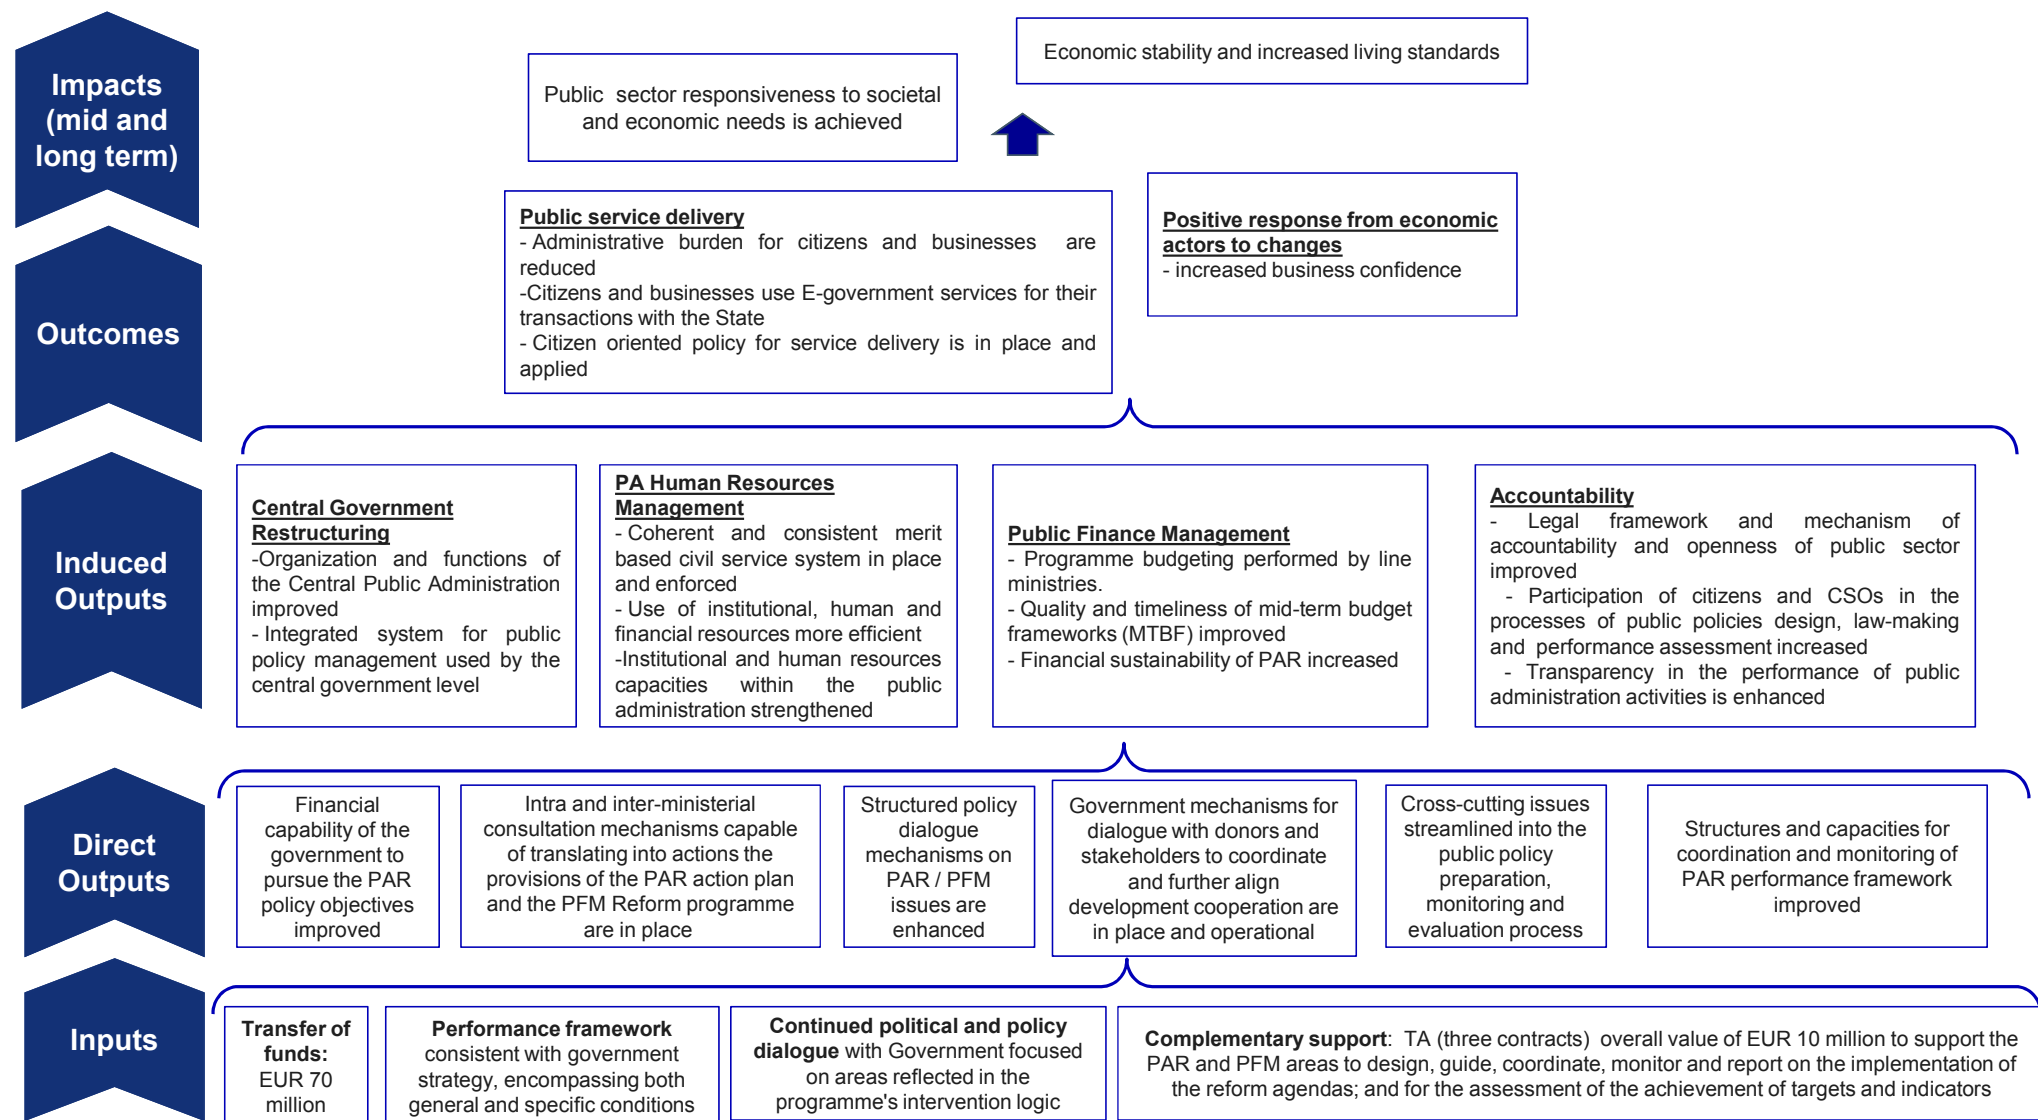 Impacts
(mid and
long term)
Economic stability and increased living standards
Public sector responsiveness to societal
and economic needs is achieved
Outcomes
Public service delivery
- Administrative burden for citizens and businesses are
reduced
-Citizens and businesses use E-government services for their
transactions with the State
- Citizen oriented policy for service delivery is in place and
applied
Positive response from economic
actors to changes
- increased business confidence
Induced
Outputs
Central Government
Restructuring
-Organization and functions of
the Central Public Administration
improved
- Integrated system for public
policy management used by the
central government level
PA Human Resources
Management
- Coherent and consistent merit
based civil service system in place
and enforced
- Use of institutional, human and
financial resources more efficient
-Institutional and human resources
capacities within the public
administration strengthened
Public Finance Management
- Programme budgeting performed by line
ministries.
- Quality and timeliness of mid-term budget
frameworks (MTBF) improved
- Financial sustainability of PAR increased
Accountability
- Legal framework and mechanism of
accountability and openness of public sector
improved
- Participation of citizens and CSOs in the
processes of public policies design, law-making
and performance assessment increased
- Transparency in the performance of public
administration activities is enhanced
Direct
Outputs
Financial
capability of the
government to
pursue the PAR
policy objectives
improved
Intra and inter-ministerial
consultation mechanisms capable
of translating into actions the
provisions of the PAR action plan
and the PFM Reform programme
are in place
Structured policy
dialogue
mechanisms on
PAR / PFM
issues are
enhanced
Government mechanisms for
dialogue with donors and
stakeholders to coordinate
and further align
development cooperation are
in place and operational
Cross-cutting issues
streamlined into the
public policy
preparation,
monitoring and
evaluation process
Structures and capacities for
coordination and monitoring of
PAR performance framework
improved
Inputs
Transfer of
funds:
EUR 70
million
Performance framework
consistent with government
strategy, encompassing both
general and specific conditions
Continued political and policy
dialogue with Government focused
on areas reflected in the
programme's intervention logic
Complementary support: TA (three contracts) overall value of EUR 10 million to support the
PAR and PFM areas to design, guide, coordinate, monitor and report on the implementation of
the reform agendas; and for the assessment of the achievement of targets and indicators